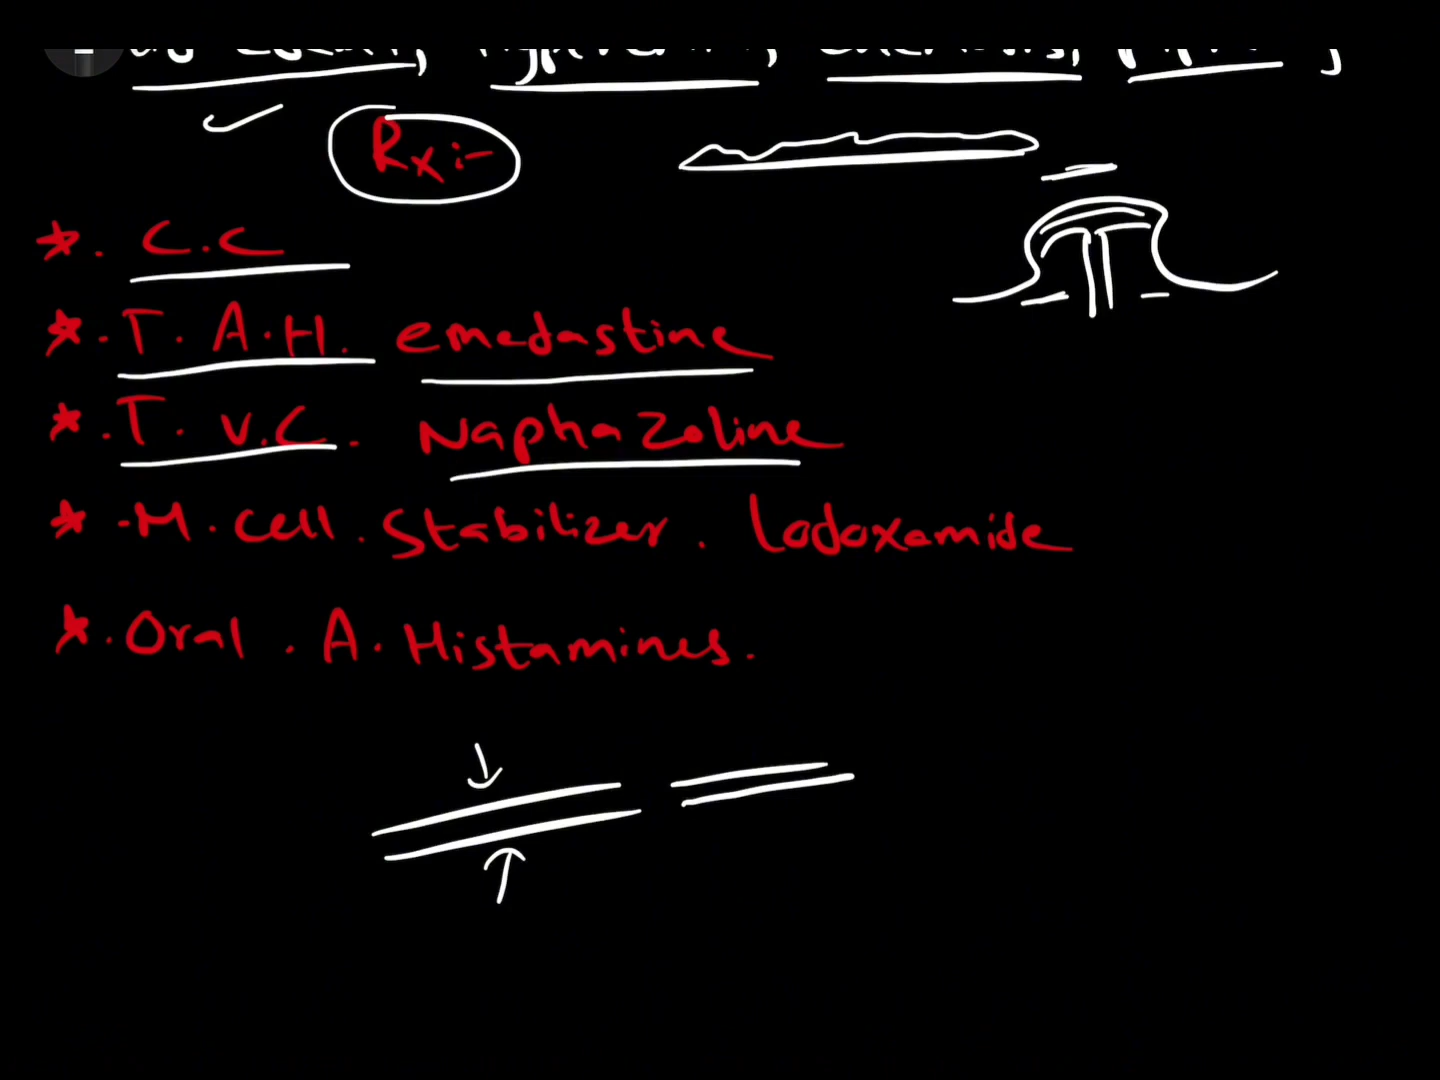 Rx:-
*. C.C
*. T. A.H. emedastine
*. T. V.C. Naphazoline
*. M. cell. Stabilizer. lodoxamide
*. Oral. A. Histamines.